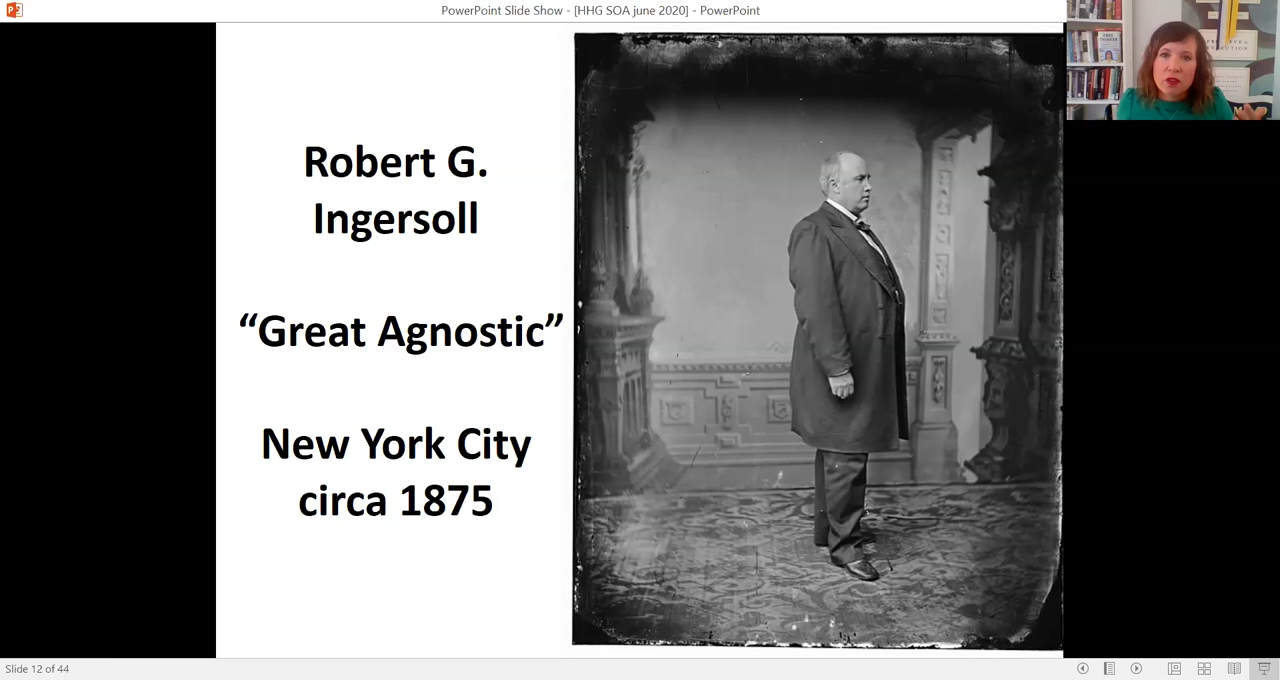 PowerPoint Slide Show - [HHG SOA june 2020] - PowerPoint
Robert G.
Ingersoll
“Great Agnostic”
New York City
circa 1875
Slide 12 of 44